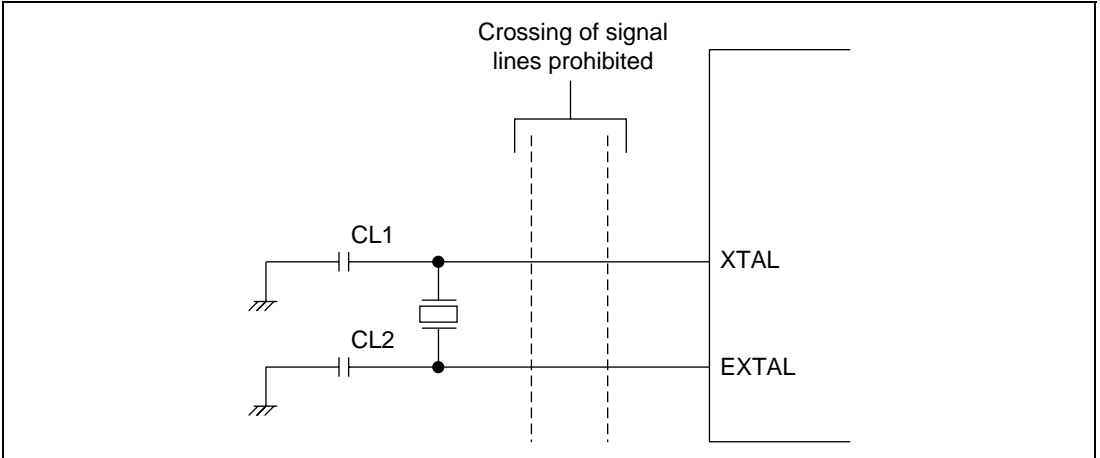 Crossing of signal
lines prohibited
CL1
XTAL
CL2
EXTAL